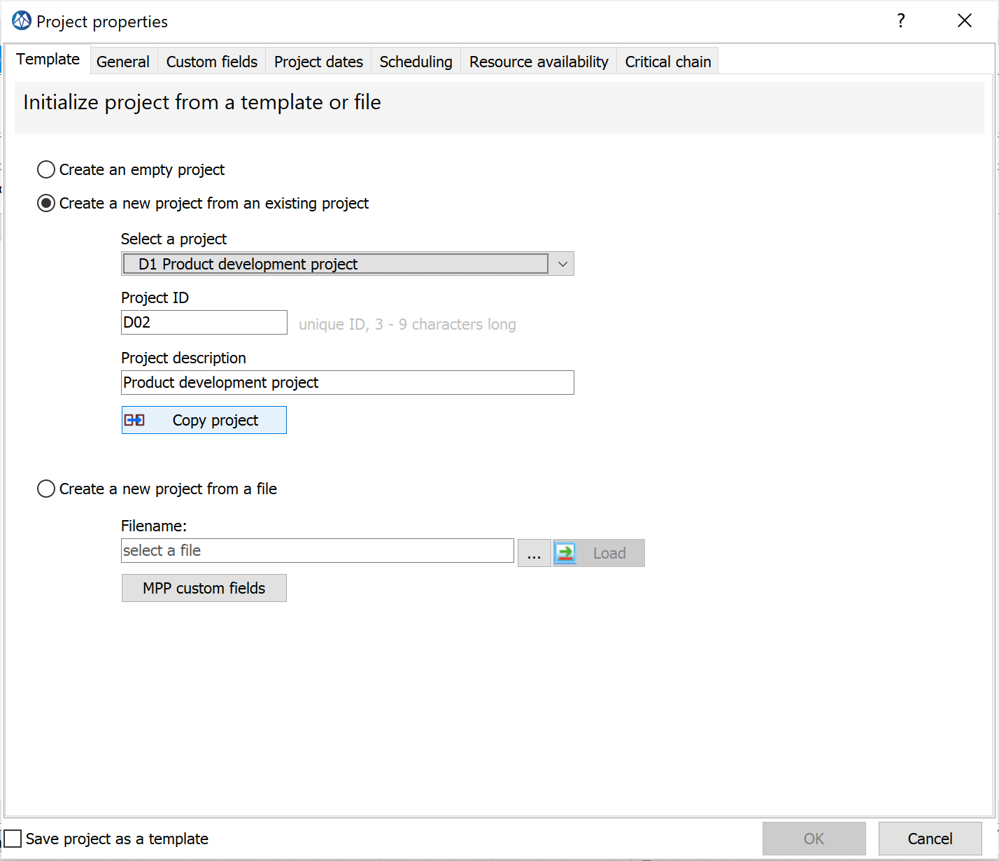 Project properties ?
Template General Custom fields Project dates Scheduling Resource availability Critical chain
Initialize project from a template or file
Create an empty project
Create a new project from an existing project
Select a project
D1 Product development project
Project ID
D02 unique ID, 3 - 9 characters long
Project description
Product development project
Copy project
Create a new project from a file
Filename:
select a file ... Load
MPP custom fields
Save project as a template OK Cancel